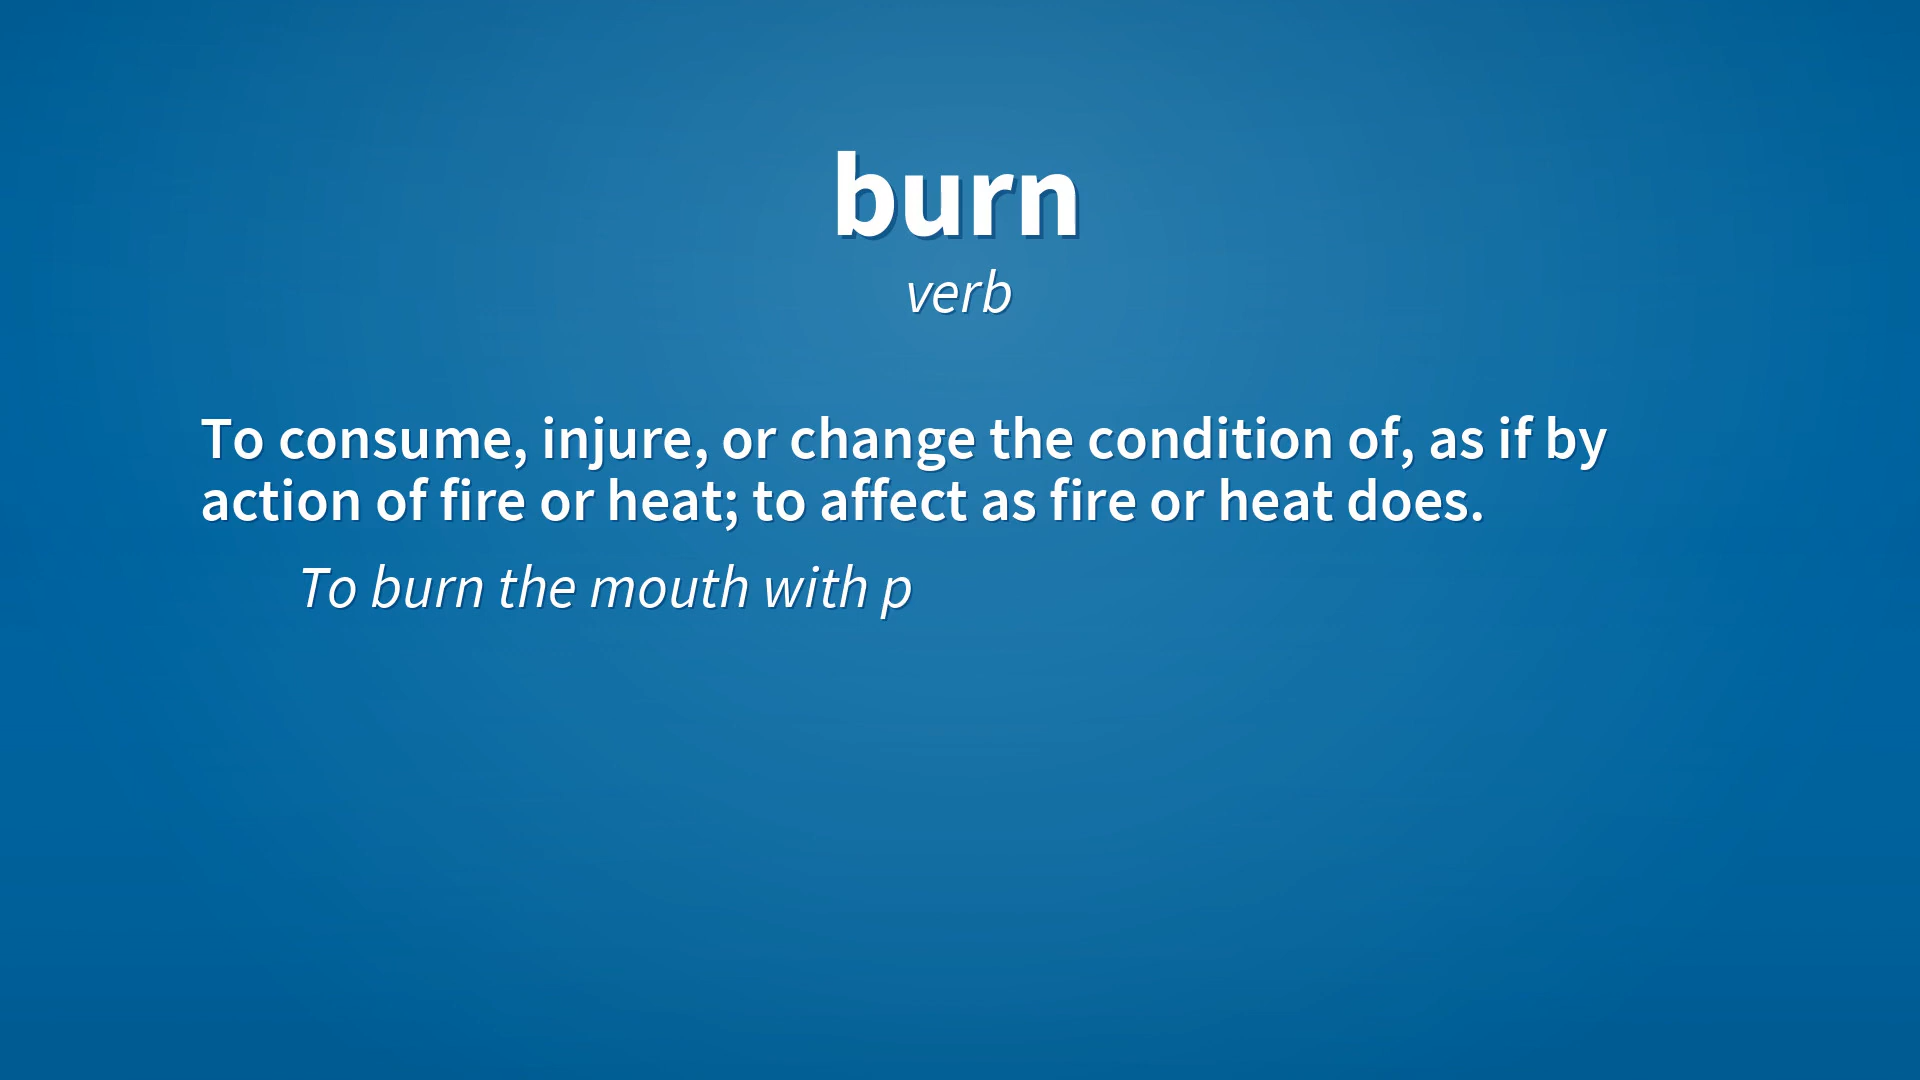 burn
verb
To consume, injure, or change the condition of, as if by
action of fire or heat; to affect as fire or heat does.
To burn the mouth with p